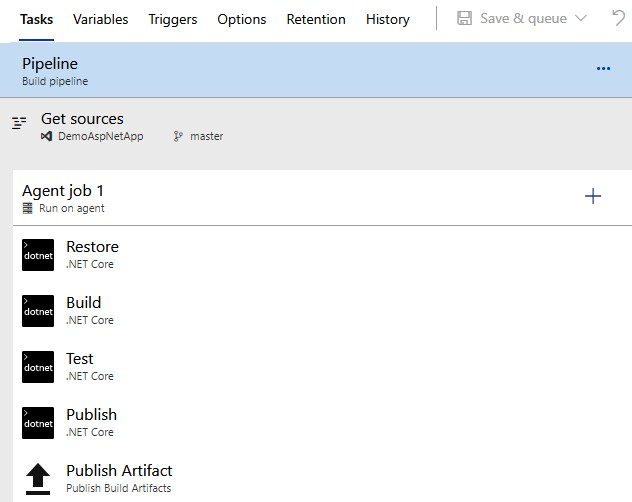 Tasks Variables Triggers Options Retention History Save & queue
Pipeline
Build pipeline
Get sources
DemoAspNetApp master
Agent job 1
Run on agent
dotnet Restore
.NET Core
dotnet Build
.NET Core
dotnet Test
.NET Core
dotnet Publish
.NET Core
Publish Artifact
Publish Build Artifacts